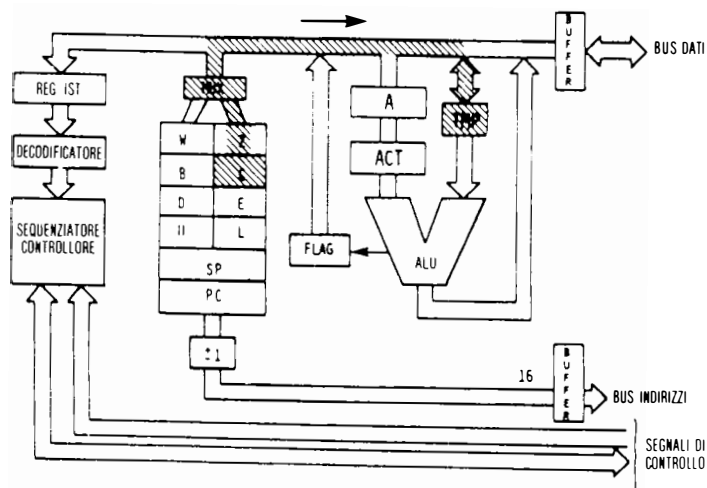 BUFFER
BUS DATI
REG IST
MUX
A
TMP
W
Z
DECODIFICATORE
ACT
B
C
D
E
SEQUENZIATORE
CONTROLLORE
H
L
FLAG
ALU
SP
PC
±1
16
BUFFER
BUS INDIRIZZI
SEGNALI DI
CONTROLLO